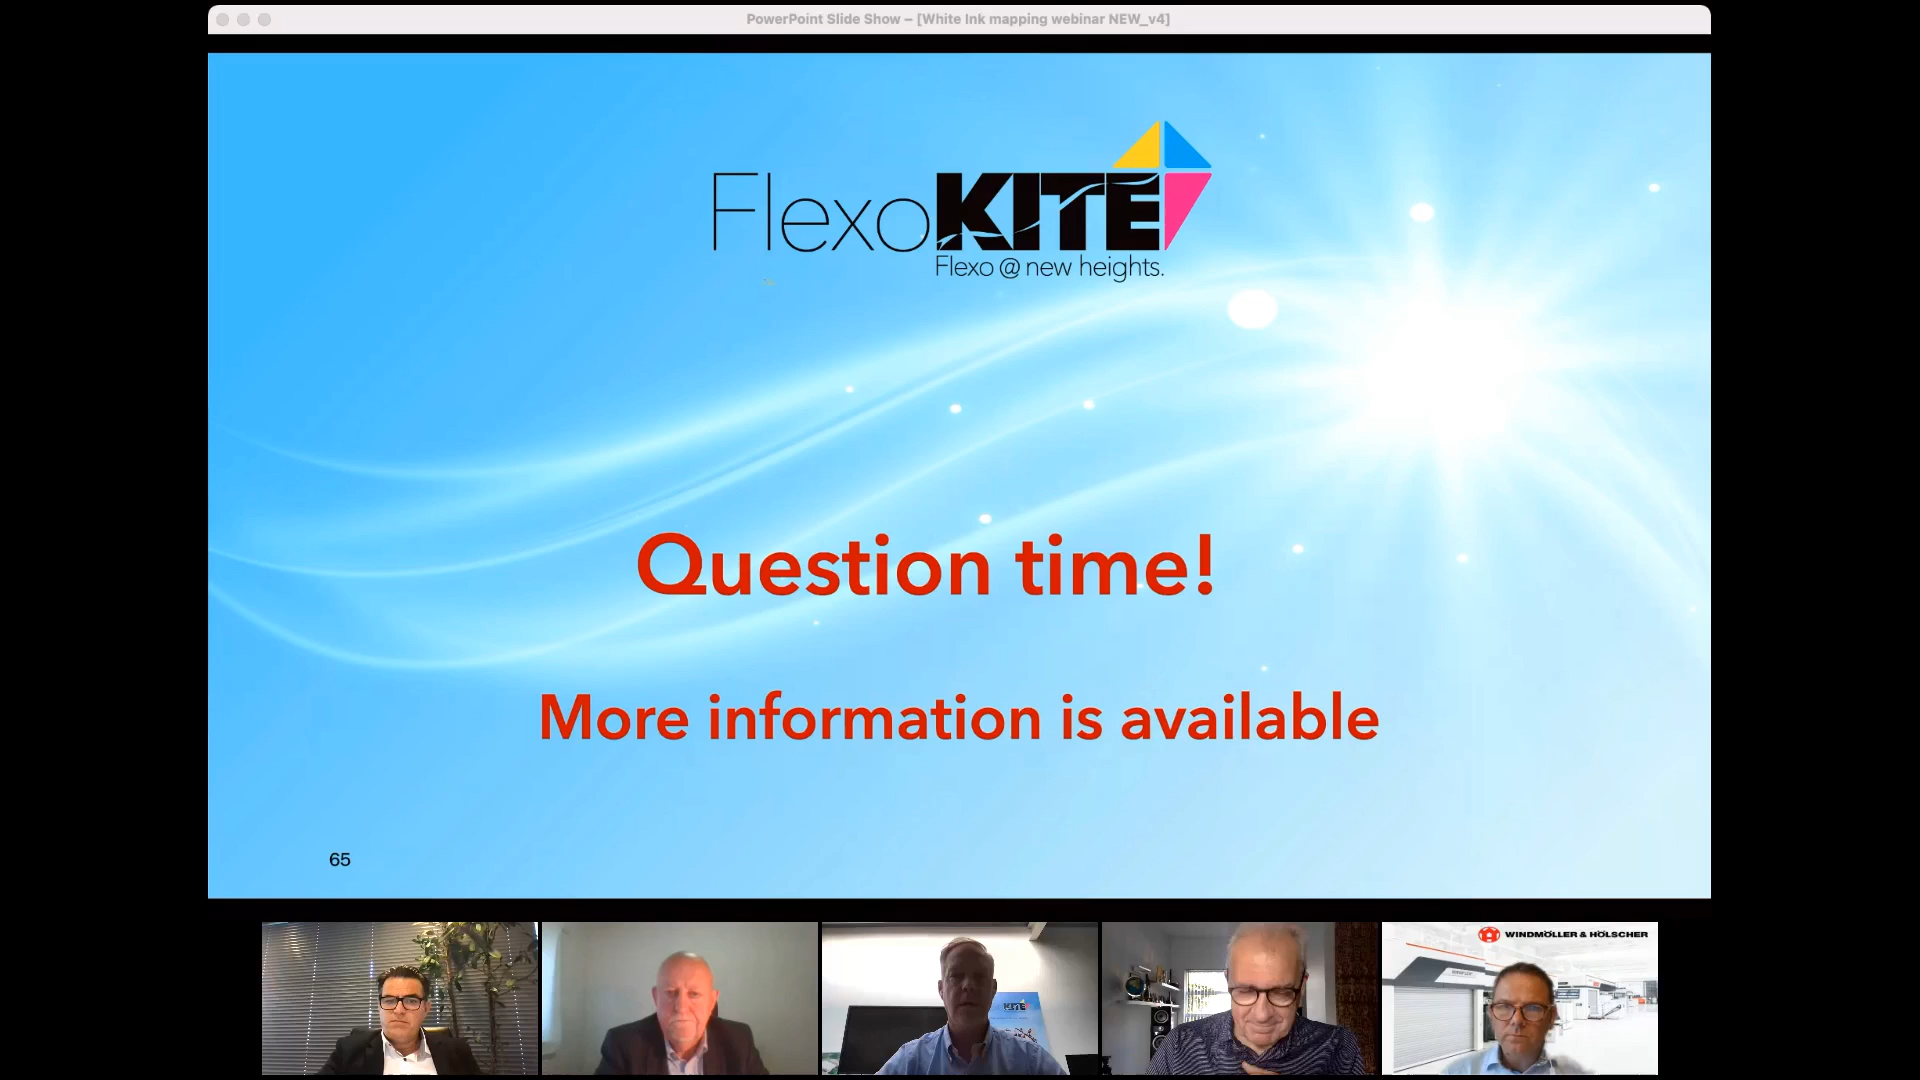 PowerPoint Slide Show – [White Ink mapping webinar NEW_v4]
FlexoKITE
Flexo @ new heights.
Question time!
More information is available
65
WINDMÖLLER & HÖLSCHER
KITE